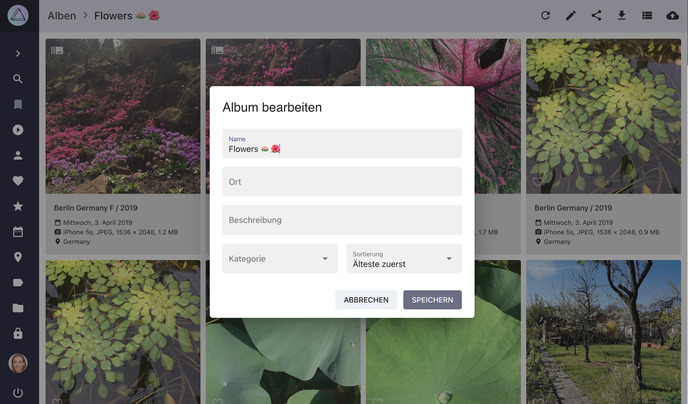 Alben > Flowers 🪷 🌺
Album bearbeiten
Name
Flowers 🪷 🌺
Ort
Beschreibung
Kategorie
Sortierung
Älteste zuerst
ABBRECHEN
SPEICHERN
Berlin Germany F / 2019
Mittwoch, 3. April 2019
iPhone 5s, JPEG, 1536 × 2048, 1.2 MB
Germany
1.7 MB
Berlin Germany / 2019
Mittwoch, 3. April 2019
iPhone 5s, JPEG, 1536 × 2048, 0.9 MB
Germany